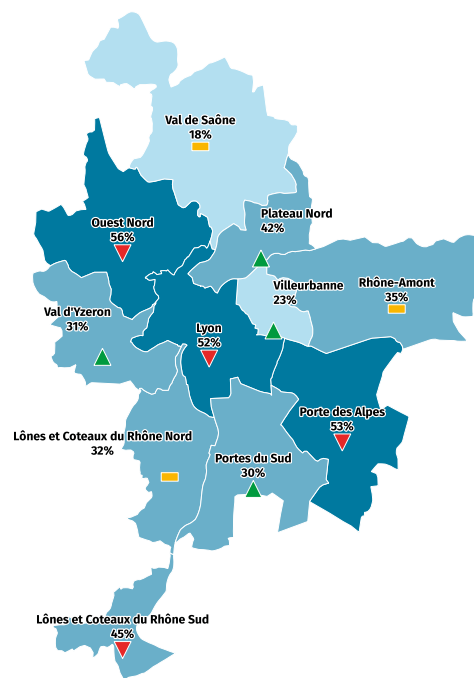 Val de Saône
18%
Ouest Nord
56%
Plateau Nord
42%
Villeurbanne
23%
Rhône-Amont
35%
Val d'Yzeron
31%
Lyon
52%
Porte des Alpes
53%
Lônes et Coteaux du Rhône Nord
32%
Portes du Sud
30%
Lônes et Coteaux du Rhône Sud
45%